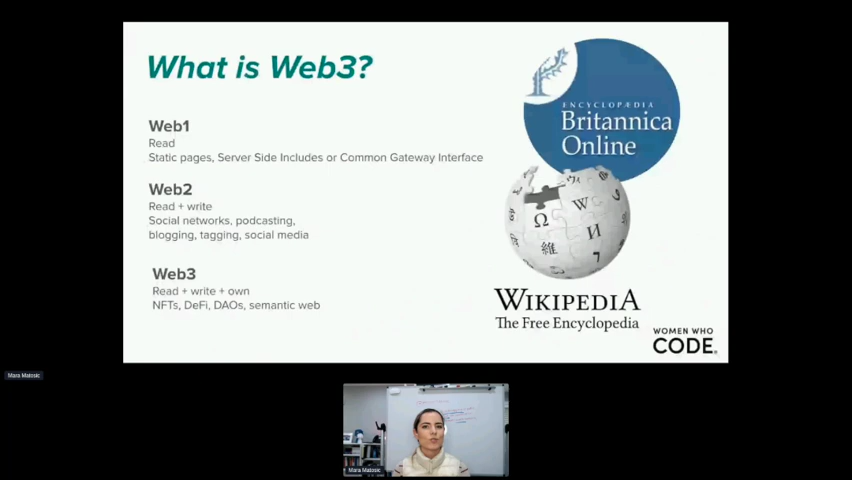 What is Web3?
Web1
Read
Static pages, Server Side Includes or Common Gateway Interface
Web2
Read + write
Social networks, podcasting,
blogging, tagging, social media
Web3
Read + write + own
NFTs, DeFi, DAOs, semantic web
ENCYCLOPÆDIA
Britannica
Online
Ω
W
И
維
WIKIPEDIA
The Free Encyclopedia
WOMEN WHO
CODE
Mara Matosic
Mara Matosic